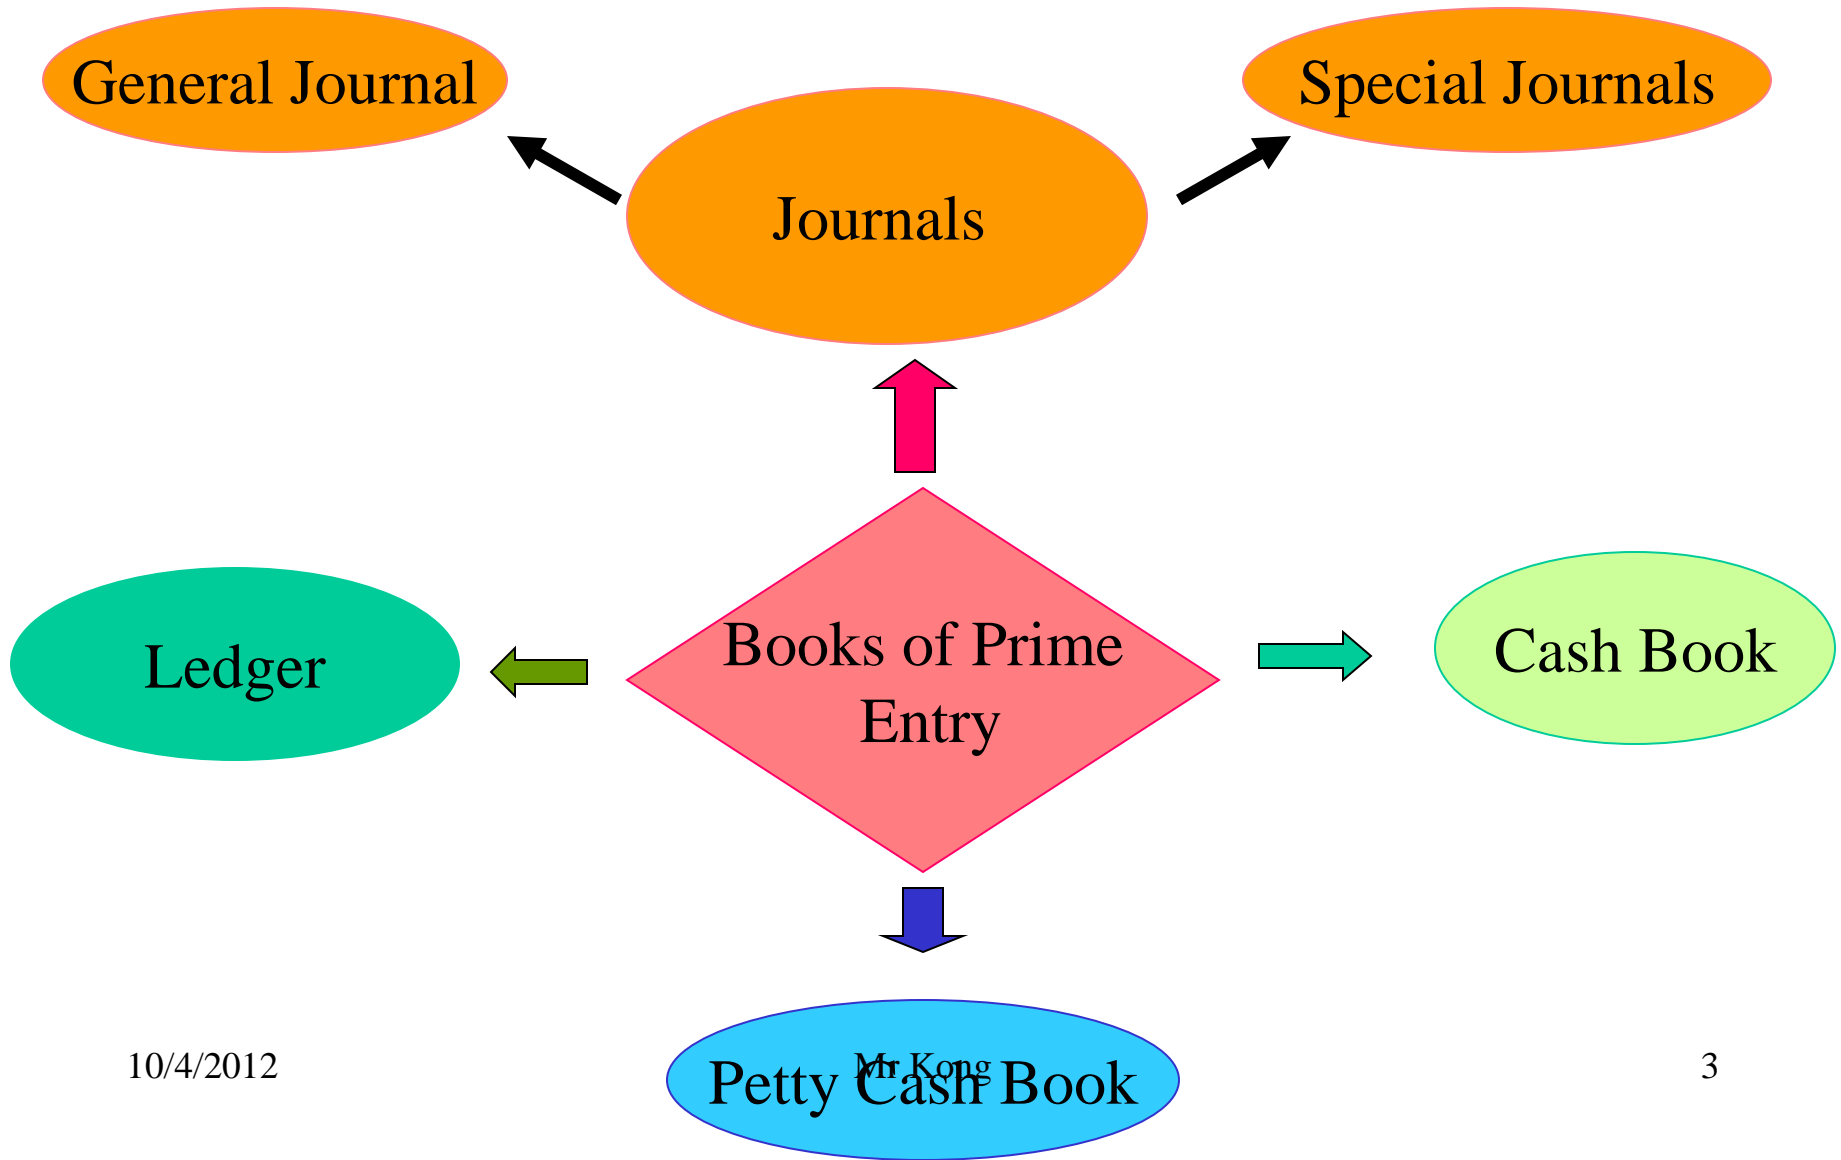 General Journal
Special Journals
Journals
Ledger
Books of Prime
Entry
Cash Book
Petty Cash Book
10/4/2012
Mr Kong
3